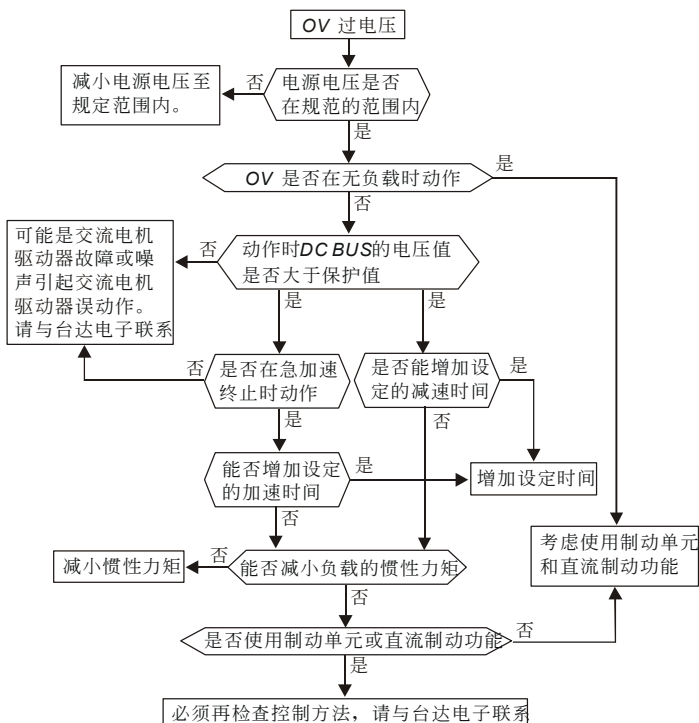 OV 过电压
减小电源电压至
规定范围内。
否
电源电压是否
在规范的范围内
是
OV 是否在无负载时动作
是
否
可能是交流电机
驱动器故障或噪
声引起交流电机
驱动器误动作。
请与台达电子联系
否
动作时DC BUS的电压值
是否大于保护值
是
是
否
是否在急加速
终止时动作
是否能增加设
定的减速时间
是
是
否
能否增加设定
的加速时间
是
增加设定时间
否
减小惯性力矩
否
能否减小负载的惯性力矩
考虑使用制动单元
和直流制动功能
否
是否使用制动单元或直流制动功能
否
是
必须再检查控制方法，请与台达电子联系